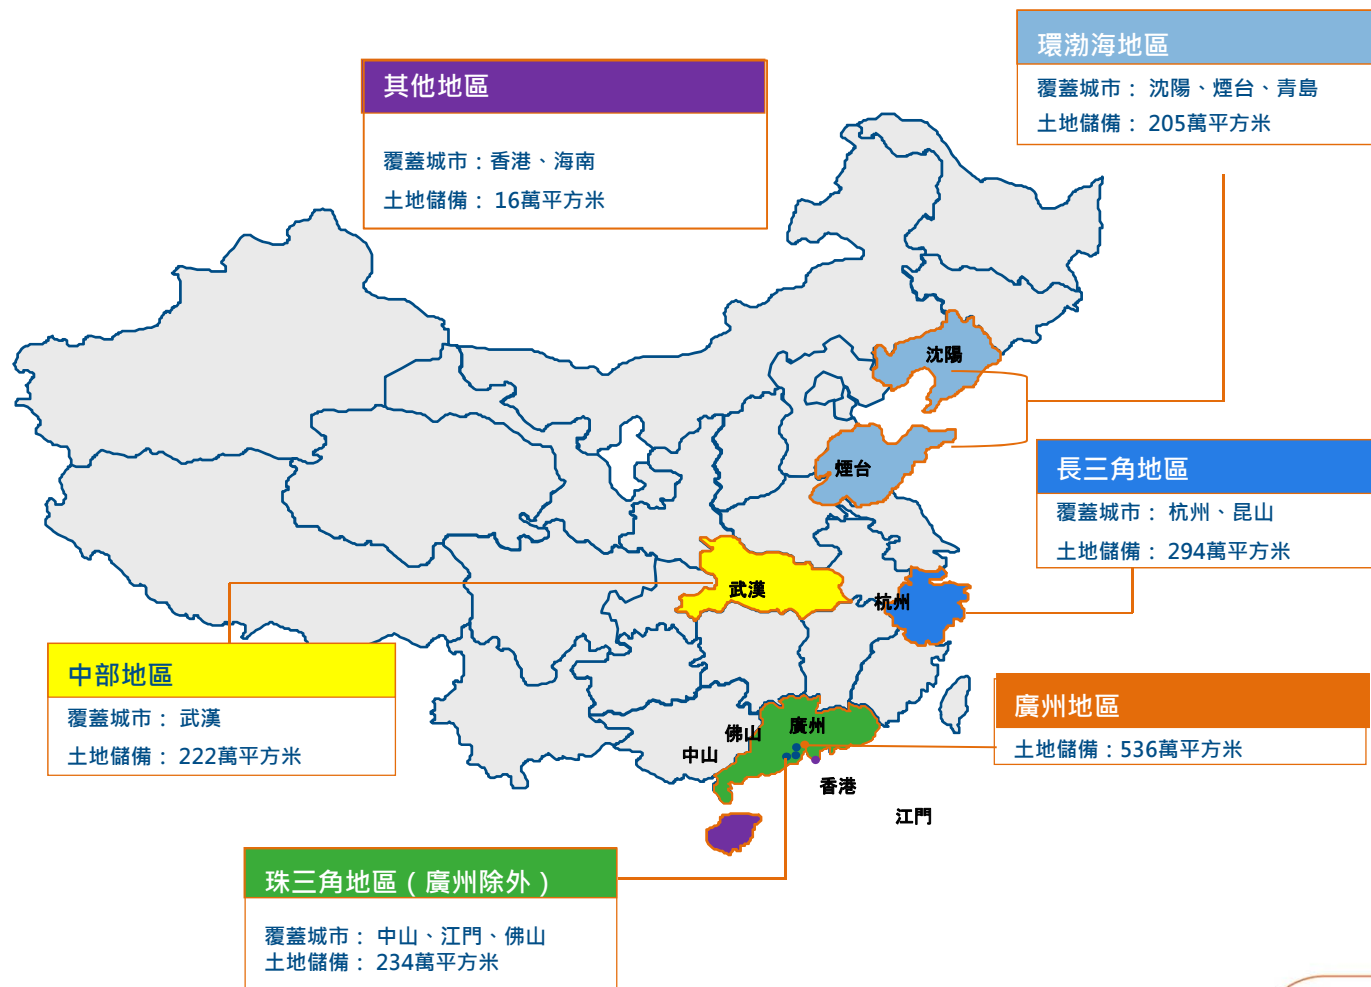 環渤海地區
覆蓋城市： 沈陽、煙台、青島
土地儲備： 205萬平方米
其他地區
覆蓋城市：香港、海南
土地儲備： 16萬平方米
沈陽
煙台
長三角地區
覆蓋城市： 杭州、昆山
土地儲備： 294萬平方米
武漢
杭州
中部地區
覆蓋城市： 武漢
土地儲備： 222萬平方米
廣州地區
土地儲備：536萬平方米
廣州
佛山
中山
香港
江門
珠三角地區（廣州除外）
覆蓋城市： 中山、江門、佛山
土地儲備： 234萬平方米